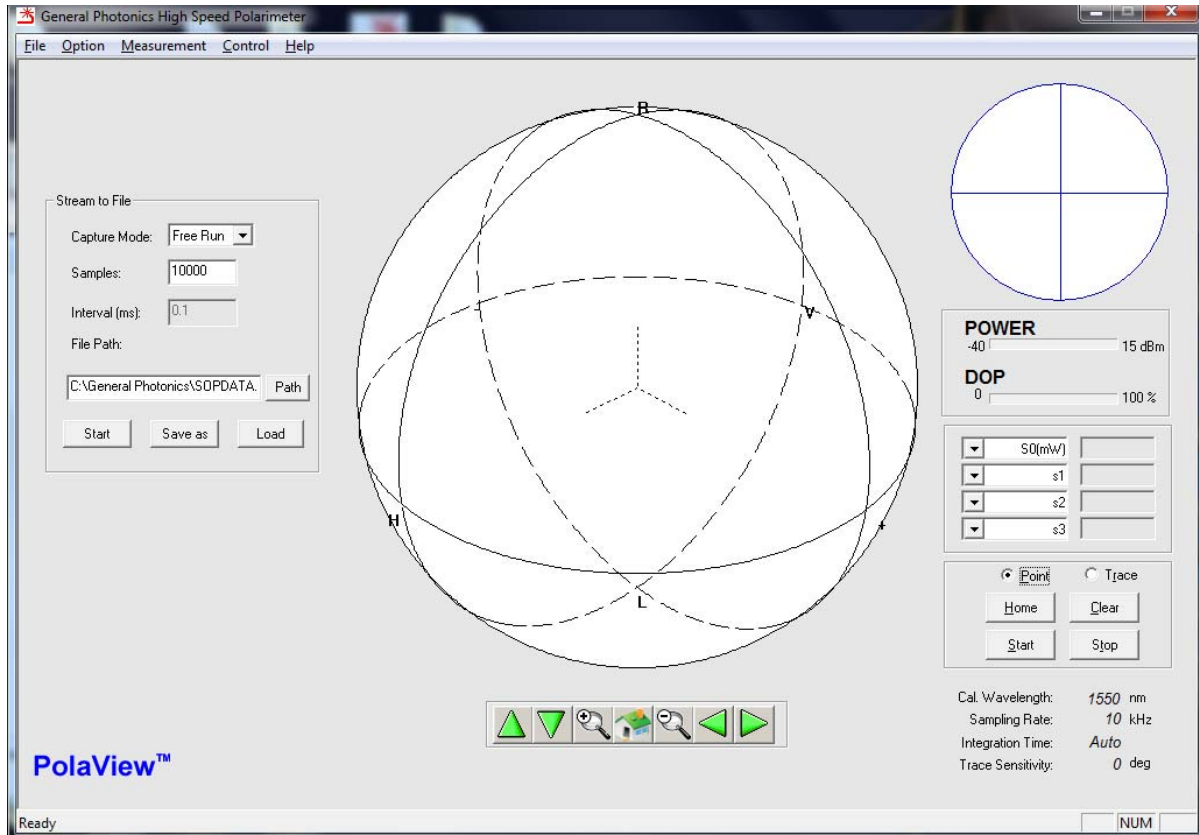 General Photonics High Speed Polarimeter
File Option Measurement Control Help
Stream to File
Capture Mode: Free Run
Samples: 10000
Interval (ms): 0.1
File Path:
C:\General Photonics\SOPDATA. Path
Start Save as Load
R
A
H
+
L
POWER
-40 15 dBm
DOP
0 100 %
S0(mW)
s1
s2
s3
Point Trace
Home Clear
Start Stop
Cal. Wavelength: 1550 nm
Sampling Rate: 10 kHz
Integration Time: Auto
Trace Sensitivity: 0 deg
PolaView™
Ready NUM